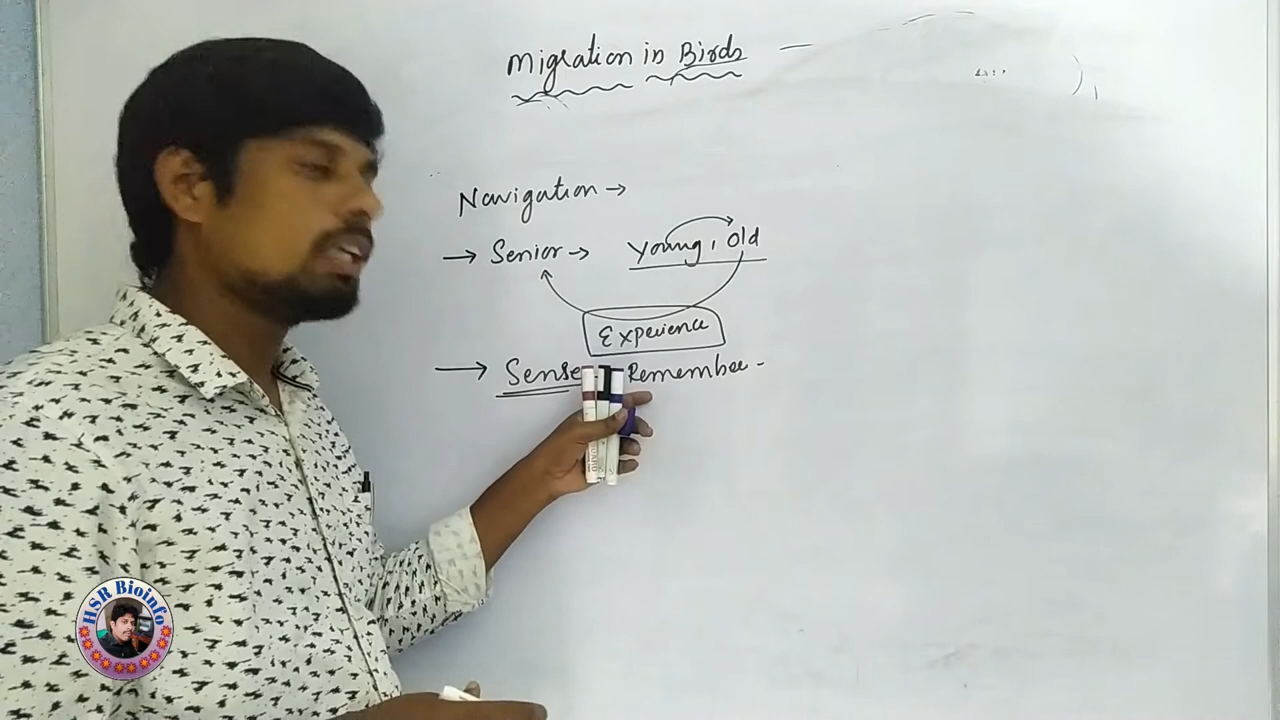 Migration in Birds -
Navigation →
→ Senior → Young, Old
Experience
→ Sense Remember -
HSR Bioinfo